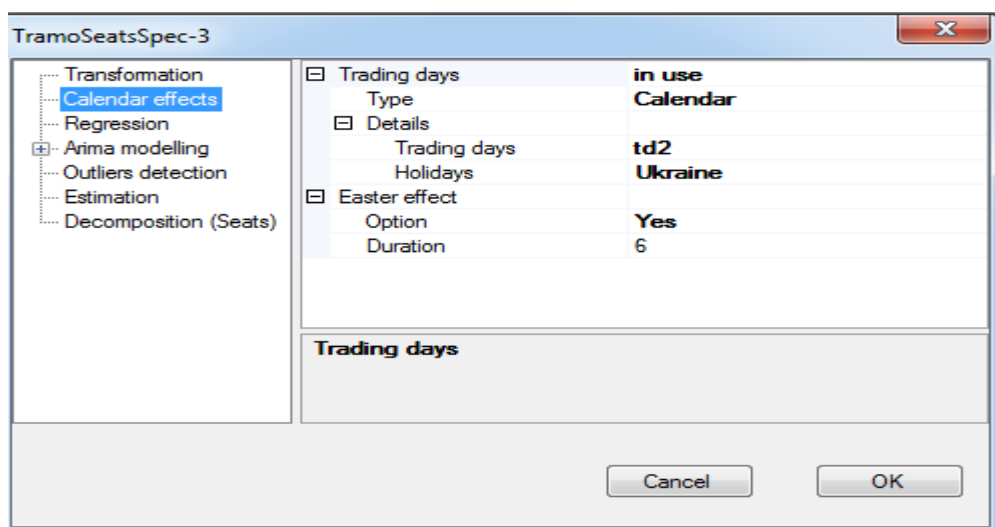 TramoSeatsSpec-3
Transformation
Calendar effects
Regression
Arima modelling
Outliers detection
Estimation
Decomposition (Seats)
Trading days in use
Type Calendar
Details
Trading days td2
Holidays Ukraine
Easter effect
Option Yes
Duration 6
Trading days
Cancel OK